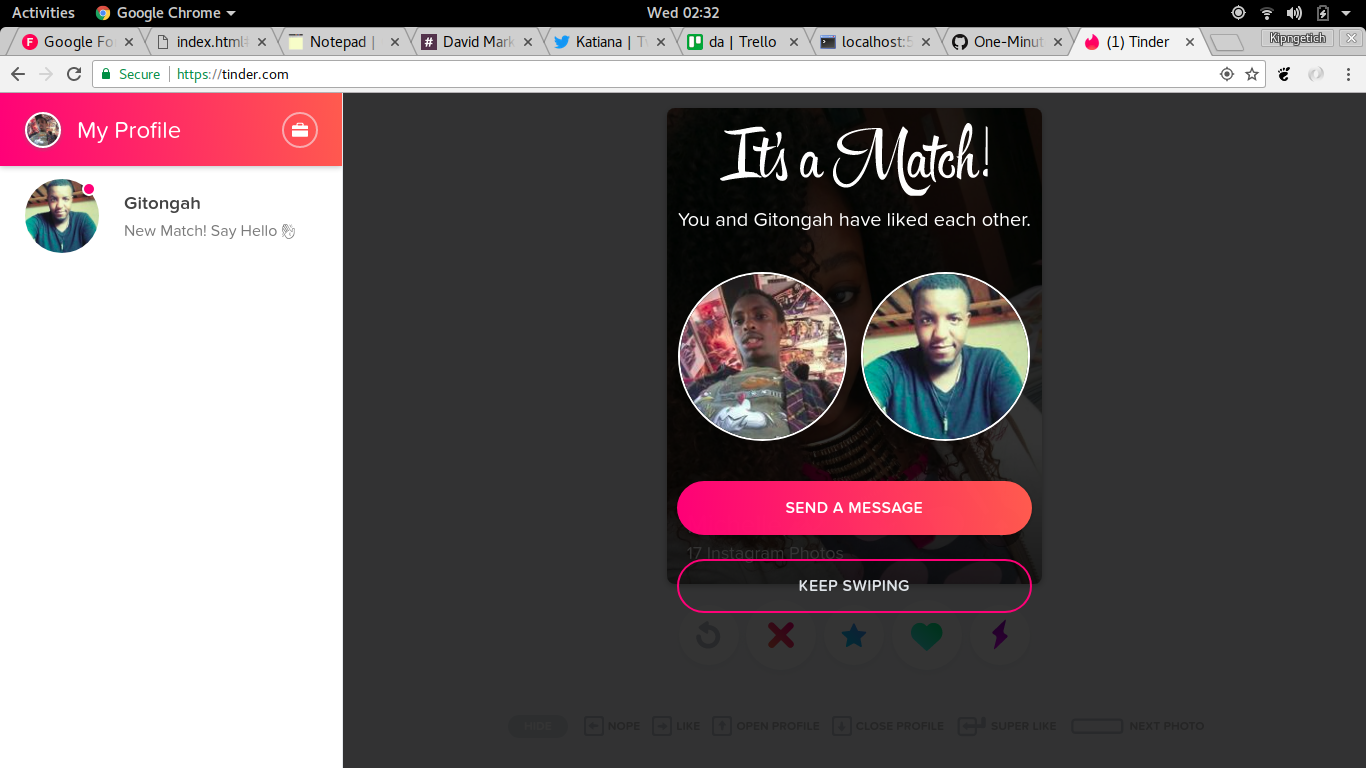 Activities Google Chrome Wed 02:32
Google Fo index.html Notepad | David Mark Katiana | Tw da | Trello localhost:5 One-Minut (1) Tinder Kipngetich
Secure https://tinder.com
My Profile
Gitongah
New Match! Say Hello 👋
It's a Match!
You and Gitongah have liked each other.
SEND A MESSAGE
17 Instagram Photos
KEEP SWIPING
HIDE NOPE LIKE OPEN PROFILE CLOSE PROFILE SUPER LIKE NEXT PHOTO